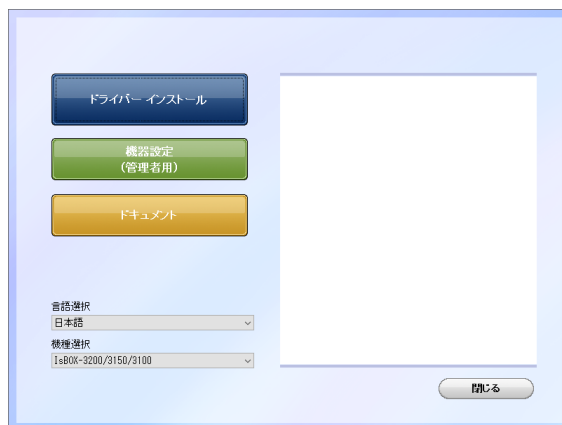 ドライバー インストール
機器設定
(管理者用)
ドキュメント
言語選択
日本語
機種選択
IsBOX-3200/3150/3100
閉じる